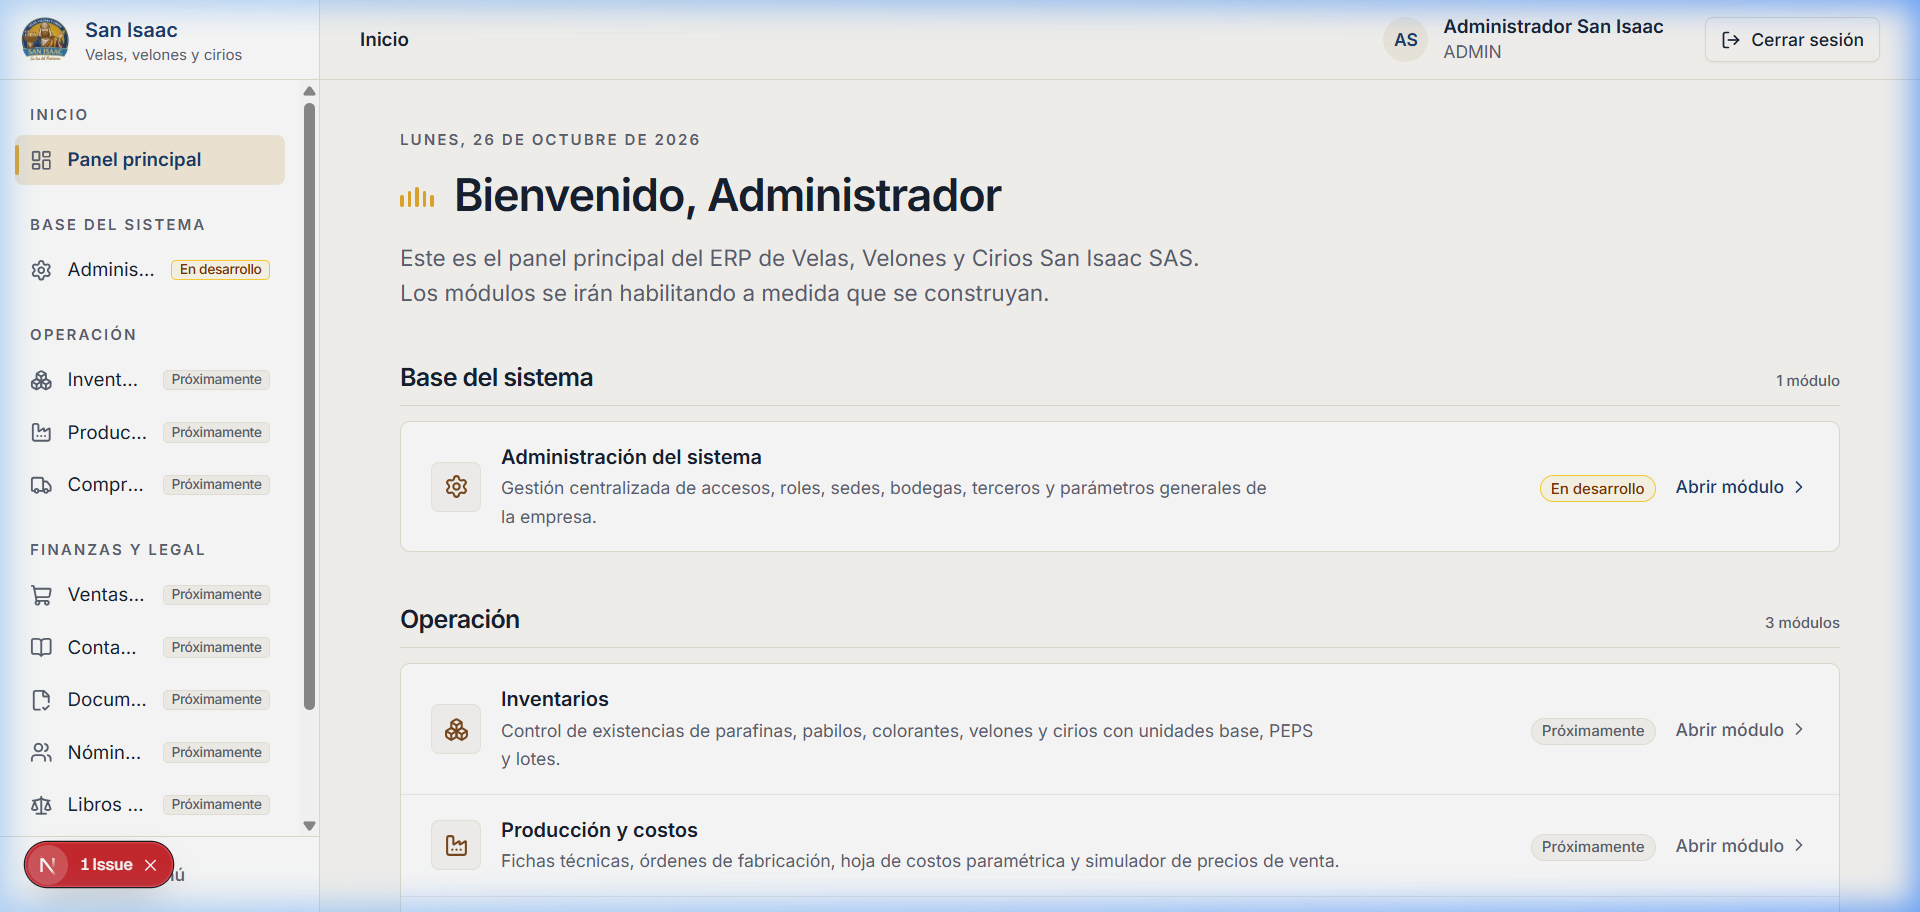 San Isaac
Velas, velones y cirios
INICIO
Panel principal
BASE DEL SISTEMA
Adminis... En desarrollo
OPERACIÓN
Invent... Próximamente
Produc... Próximamente
Compr... Próximamente
FINANZAS Y LEGAL
Ventas... Próximamente
Conta... Próximamente
Docum... Próximamente
Nómin... Próximamente
Libros ... Próximamente
N 1 Issue
ú
Inicio
AS
Administrador San Isaac
ADMIN
Cerrar sesión
LUNES, 26 DE OCTUBRE DE 2026
Bienvenido, Administrador
Este es el panel principal del ERP de Velas, Velones y Cirios San Isaac SAS.
Los módulos se irán habilitando a medida que se construyan.
Base del sistema
1 módulo
Administración del sistema
Gestión centralizada de accesos, roles, sedes, bodegas, terceros y parámetros generales de
la empresa.
En desarrollo
Abrir módulo
Operación
3 módulos
Inventarios
Control de existencias de parafinas, pabilos, colorantes, velones y cirios con unidades base, PEPS
y lotes.
Próximamente
Abrir módulo
Producción y costos
Fichas técnicas, órdenes de fabricación, hoja de costos paramétrica y simulador de precios de venta.
Próximamente
Abrir módulo